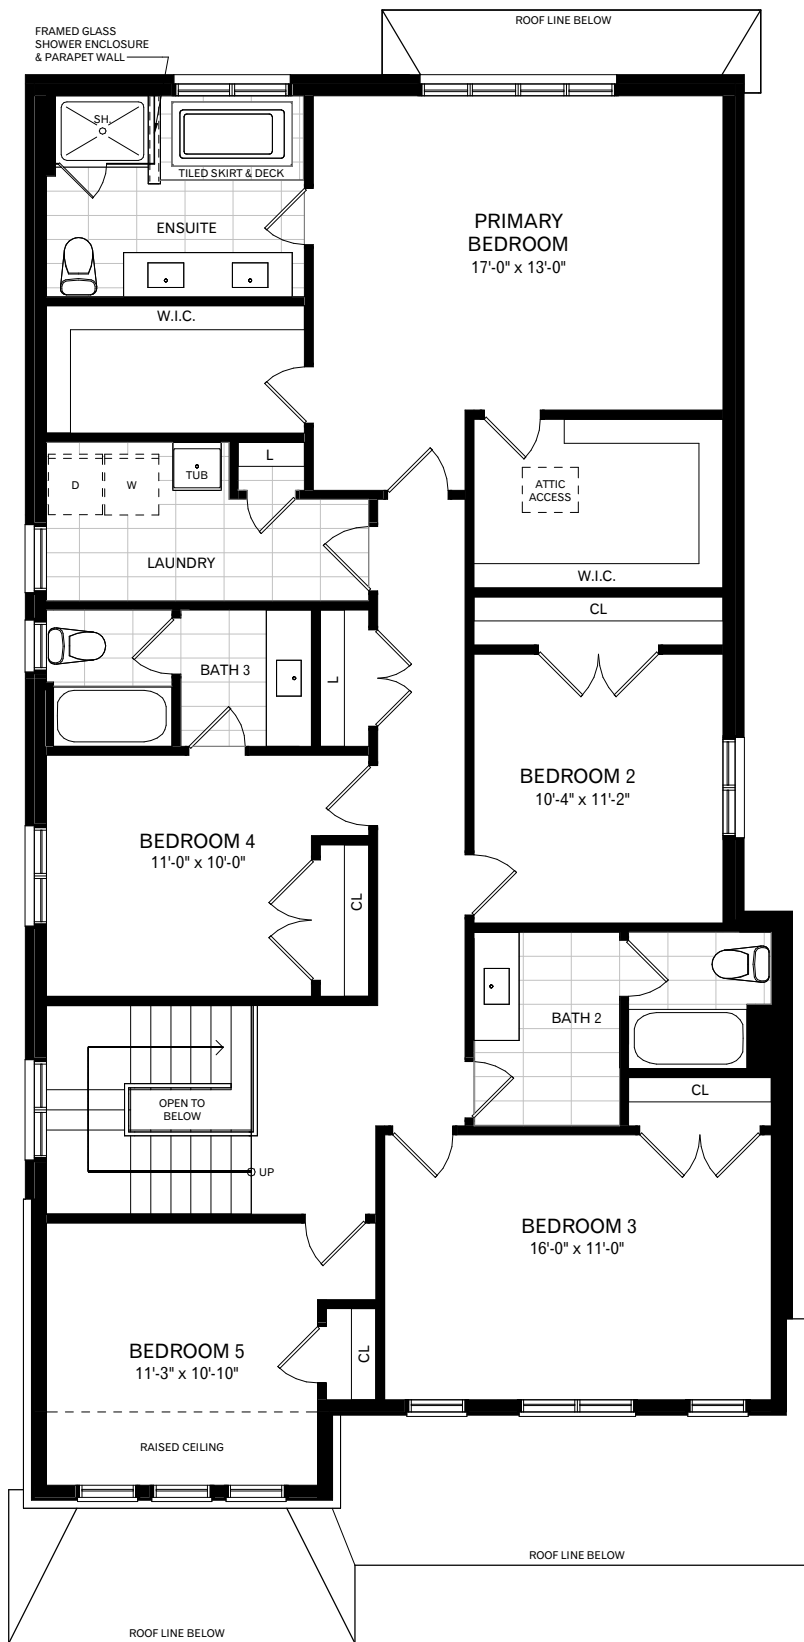 ROOF LINE BELOW
FRAMED GLASS
SHOWER ENCLOSURE
& PARAPET WALL
SH.
TILED SKIRT & DECK
ENSUITE
PRIMARY
BEDROOM
17'-0" x 13'-0"
W.I.C.
L
D
W
TUB
ATTIC
ACCESS
LAUNDRY
W.I.C.
CL
BATH 3
L
BEDROOM 2
10'-4" x 11'-2"
BEDROOM 4
11'-0" x 10'-0"
CL
BATH 2
CL
OPEN TO
BELOW
UP
BEDROOM 3
16'-0" x 11'-0"
BEDROOM 5
11'-3" x 10'-10"
CL
RAISED CEILING
ROOF LINE BELOW
ROOF LINE BELOW